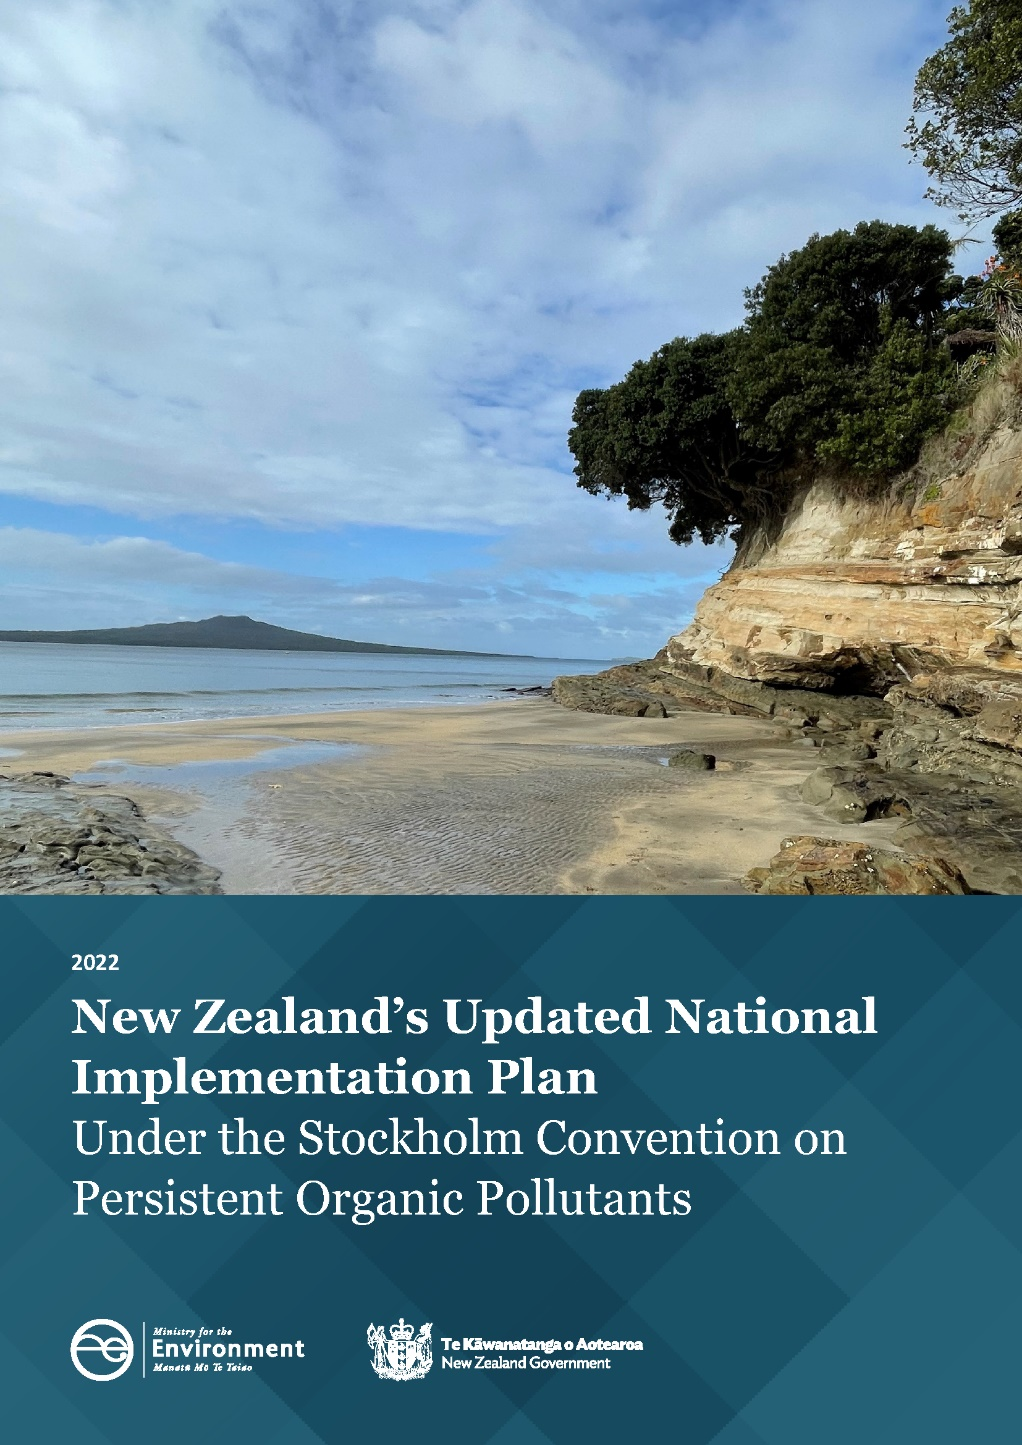 2022
New Zealand’s Updated National
Implementation Plan
Under the Stockholm Convention on
Persistent Organic Pollutants
Ministry for the
Environment
Manatū Mō Te Taiao
Te Kāwanatanga o Aotearoa
New Zealand Government